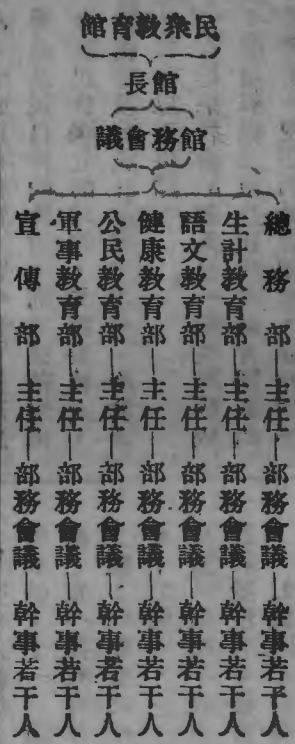 民衆教育館
館長
館務會議
總務部—主任—部務會議—幹事若干人
生計教育部—主任—部務會議—幹事若干人
語文教育部—主任—部務會議—幹事若干人
健康教育部—主任—部務會議—幹事若干人
公民教育部—主任—部務會議—幹事若干人
軍事教育部—主任—部務會議—幹事若干人
宣傳部—主任—部務會議—幹事若干人